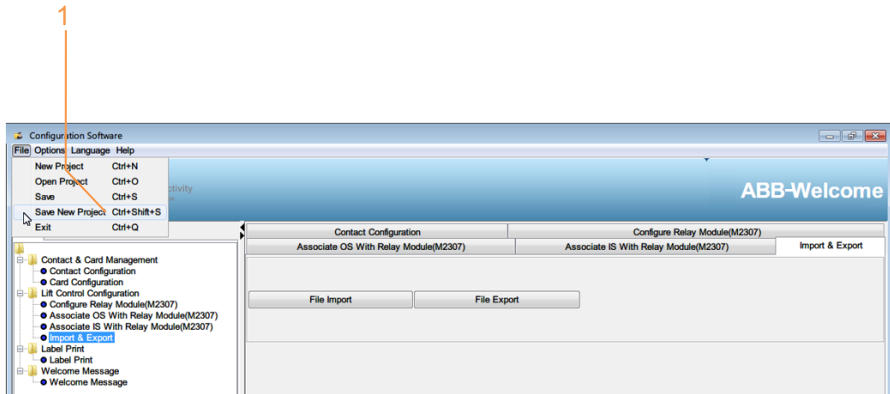 1
Configuration Software
File Options Language Help
New Project Ctrl+N
Open Project Ctrl+O
Save Ctrl+S
Save New Project Ctrl+Shift+S
Exit Ctrl+Q
ctivity
ABB-Welcome
Contact Configuration Configure Relay Module(M2307)
Associate OS With Relay Module(M2307) Associate IS With Relay Module(M2307) Import & Export
Contact & Card Management
Contact Configuration
Card Configuration
Lift Control Configuration
Configure Relay Module(M2307)
Associate OS With Relay Module(M2307)
Associate IS With Relay Module(M2307)
Import & Export
Label Print
Label Print
Welcome Message
Welcome Message
File Import File Export